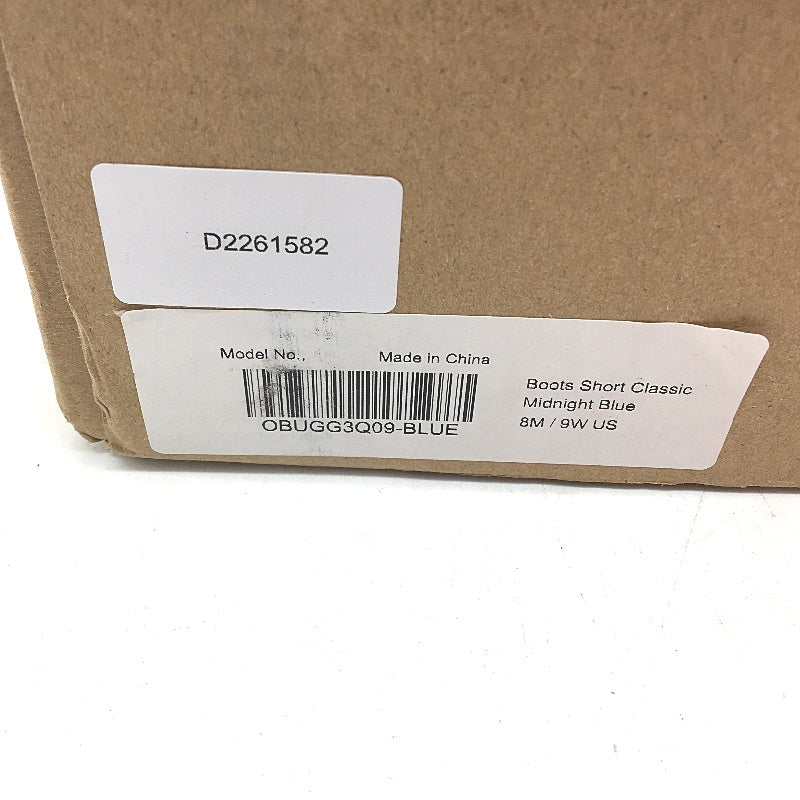 D2261582
Model No.,
Made in China
OBUGG3Q09-BLUE
Boots Short Classic
Midnight Blue
8M / 9W US